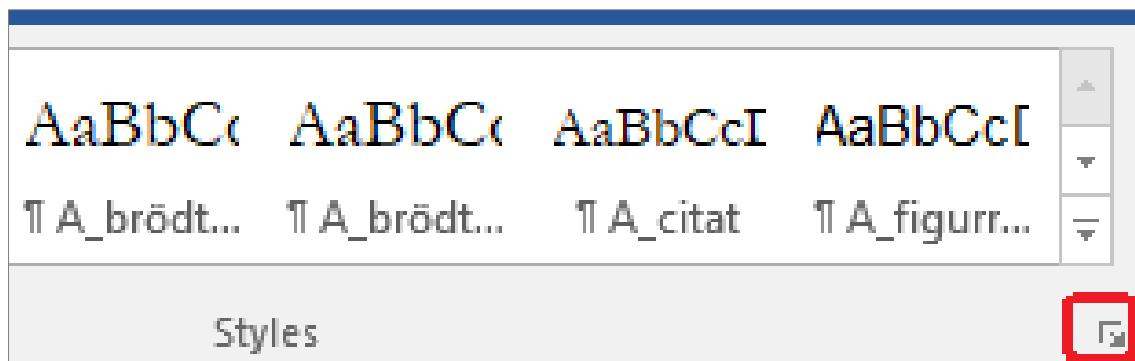 AaBbCc AaBbCc AaBbCcI AaBbCcI
¶ A_brödt... ¶ A_brödt... ¶ A_citat ¶ A_figurr...
Styles